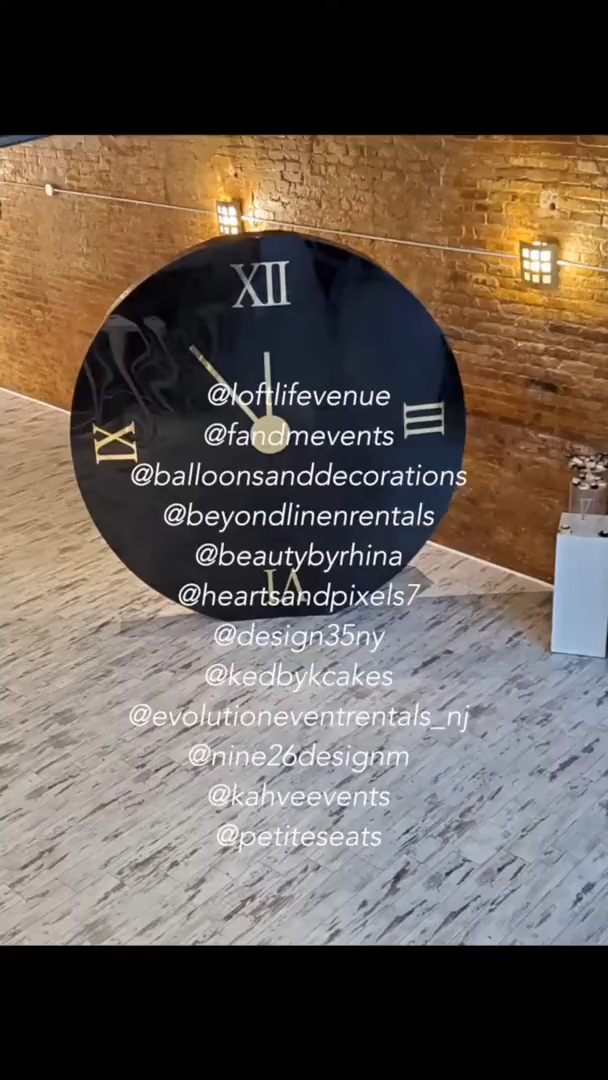 XII
@loftlifevenue
III
@fandmevents
IX
@balloonsanddecorations
@beyondlinenrentals
@beautybyrhina
VI
@heartsandpixels7
@design35ny
@kedbykcakes
@evolutioneventrentals_nj
@nine26designm
@kahveevents
@petiteseats